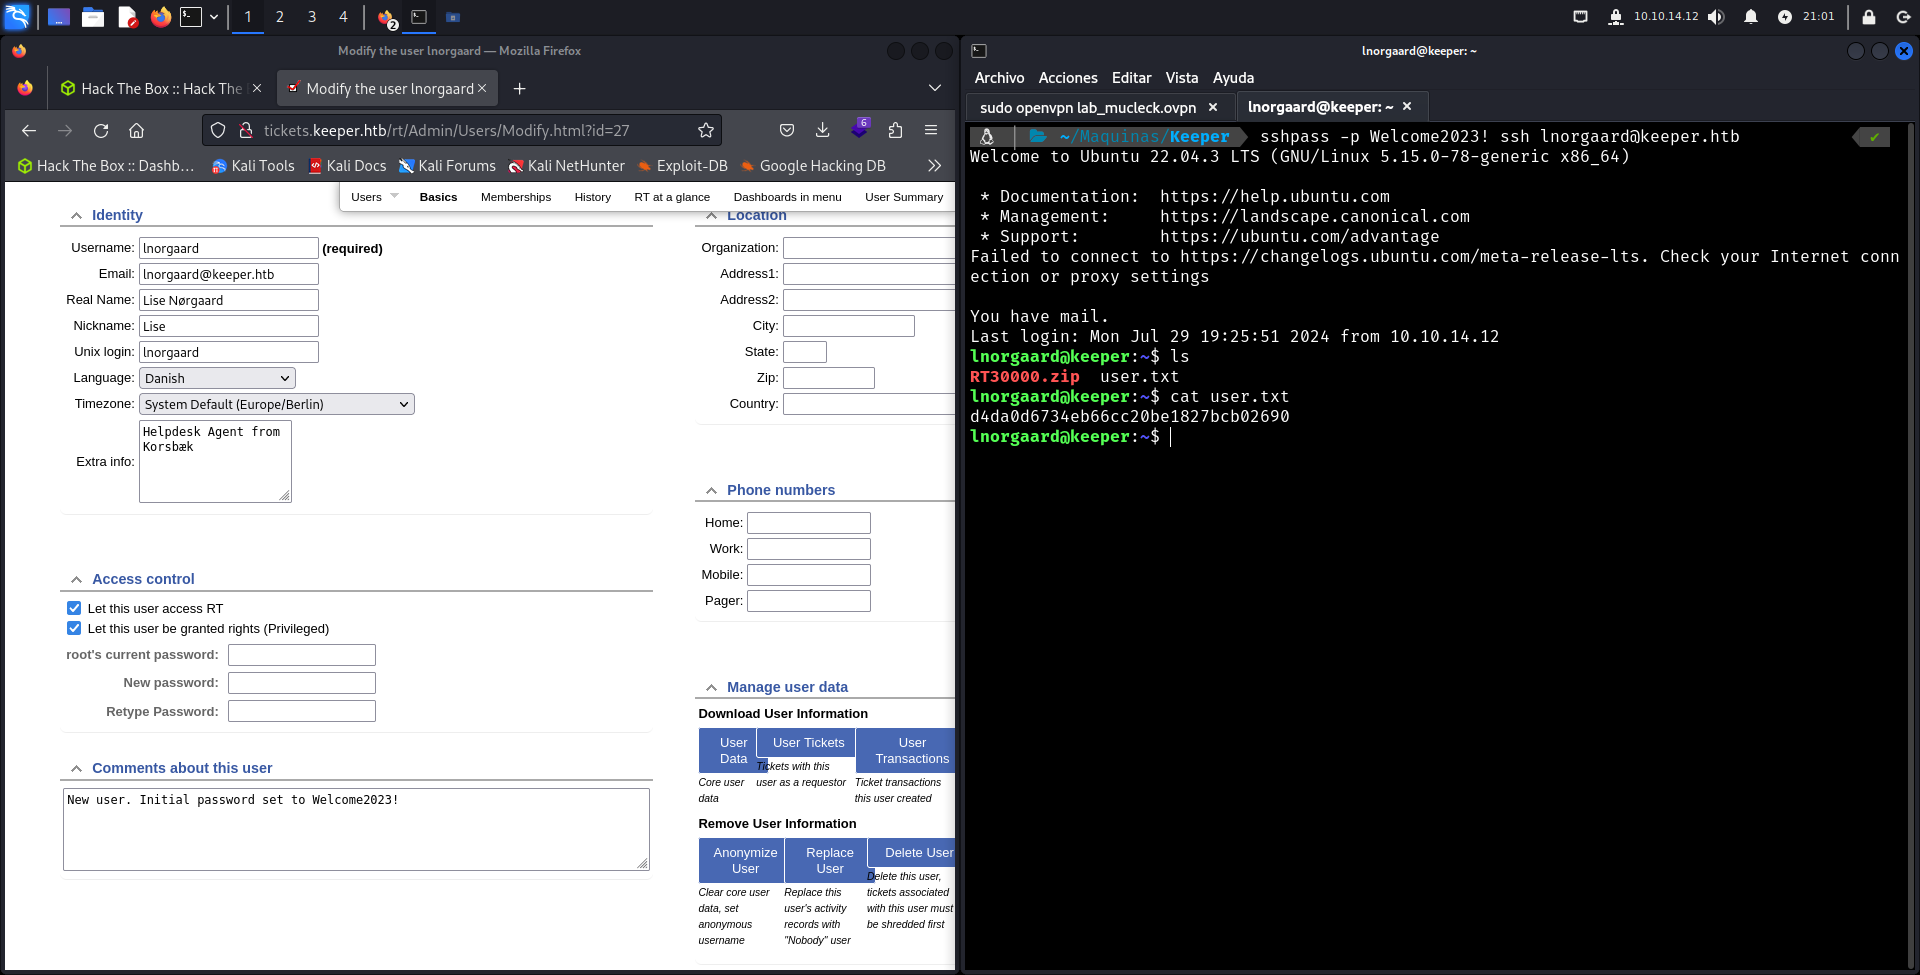 1 2 3 4 2 10.10.14.12 21:01
Modify the user lnorgaard — Mozilla Firefox
Hack The Box :: Hack The
Modify the user lnorgaard
tickets.keeper.htb/rt/Admin/Users/Modify.html?id=27
6
Hack The Box :: Dashb… Kali Tools Kali Docs Kali Forums Kali NetHunter Exploit-DB Google Hacking DB
Users Basics Memberships History RT at a glance Dashboards in menu User Summary
Identity
Username: lnorgaard (required)
Email: lnorgaard@keeper.htb
Real Name: Lise Nørgaard
Nickname: Lise
Unix login: lnorgaard
Language: Danish
Timezone: System Default (Europe/Berlin)
Extra info: Helpdesk Agent from
Korsbæk
Access control
Let this user access RT
Let this user be granted rights (Privileged)
root's current password:
New password:
Retype Password:
Comments about this user
New user. Initial password set to Welcome2023!
Location
Organization:
Address1:
Address2:
City:
State:
Zip:
Country:
Phone numbers
Home:
Work:
Mobile:
Pager:
Manage user data
Download User Information
User
Data
Core user
data
User Tickets
Tickets with this
user as a requestor
User
Transactions
Ticket transactions
this user created
Remove User Information
Anonymize
User
Clear core user
data, set
anonymous
username
Replace
User
Replace this
user's activity
records with
"Nobody" user
Delete User
Delete this user,
tickets associated
with this user must
be shredded first
lnorgaard@keeper: ~
Archivo Acciones Editar Vista Ayuda
sudo openvpn lab_mucleck.ovpn
lnorgaard@keeper: ~
~/Maquinas/Keeper sshpass -p Welcome2023! ssh lnorgaard@keeper.htb
Welcome to Ubuntu 22.04.3 LTS (GNU/Linux 5.15.0-78-generic x86_64)
* Documentation: https://help.ubuntu.com
* Management: https://landscape.canonical.com
* Support: https://ubuntu.com/advantage
Failed to connect to https://changelogs.ubuntu.com/meta-release-lts. Check your Internet conn
ection or proxy settings
You have mail.
Last login: Mon Jul 29 19:25:51 2024 from 10.10.14.12
lnorgaard@keeper:~$ ls
RT30000.zip user.txt
lnorgaard@keeper:~$ cat user.txt
d4da0d6734eb66cc20be1827bcb02690
lnorgaard@keeper:~$